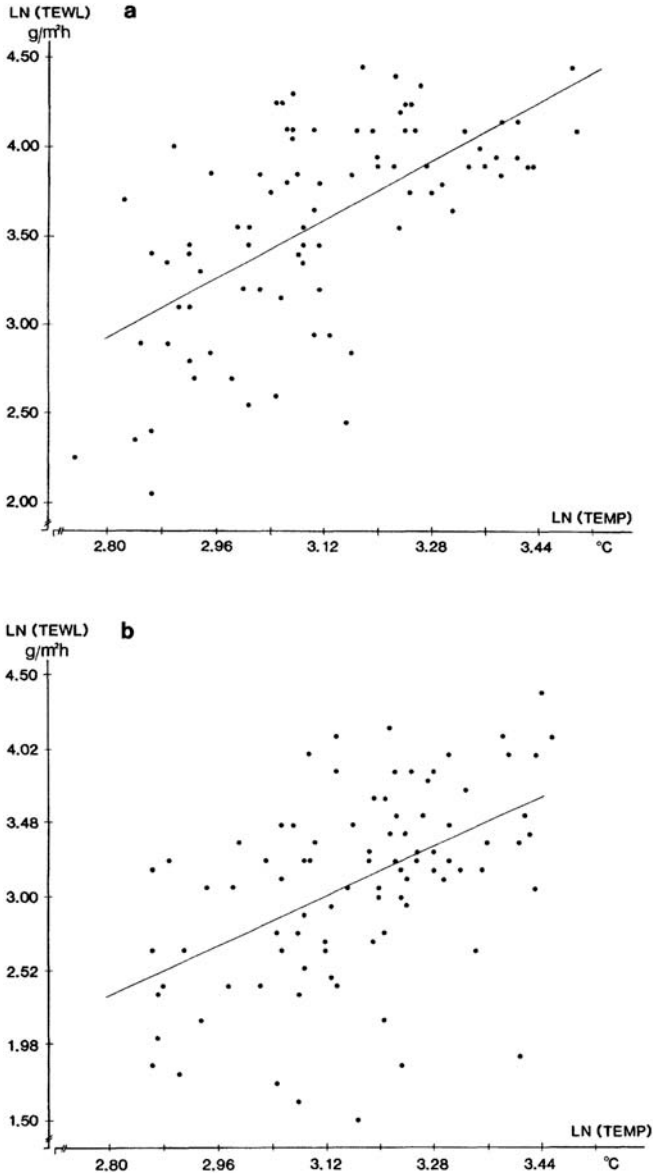 LN (TEWL) a
g/m²h
4.50
4.00
3.50
3.00
2.50
2.00
LN (TEMP)
2.80 2.96 3.12 3.28 3.44 °C
LN (TEWL) b
g/m²h
4.50
4.02
3.48
3.00
2.52
1.98
1.50
LN (TEMP)
2.80 2.96 3.12 3.28 3.44 °C